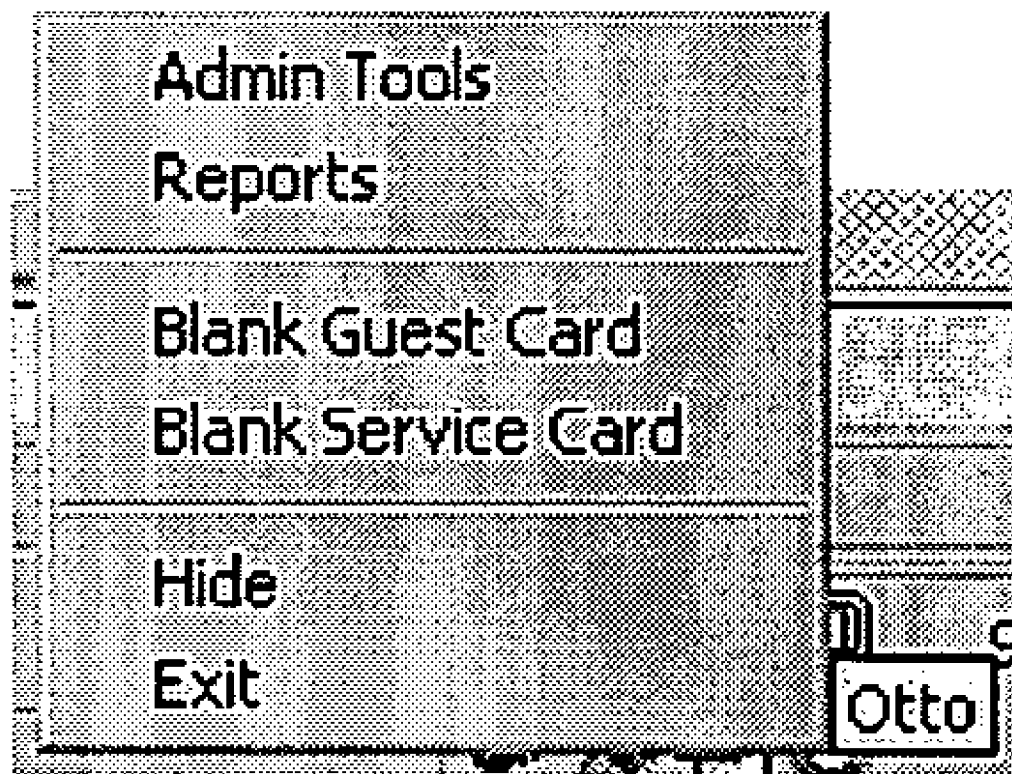 Admin Tools
Reports
Blank Guest Card
Blank Service Card
Hide
Exit
Otto